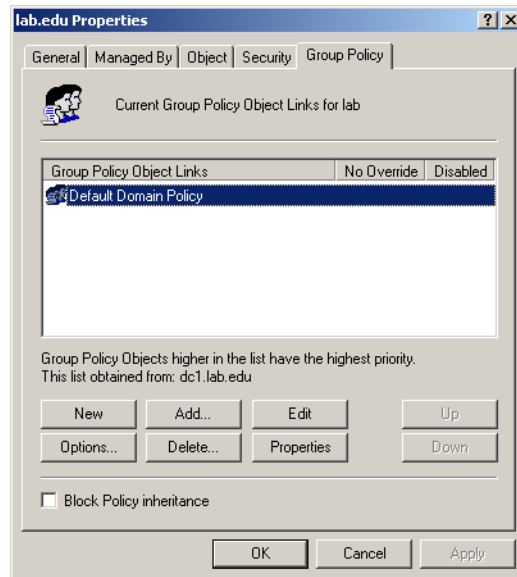 lab.edu Properties
General
Managed By
Object
Security
Group Policy
Current Group Policy Object Links for lab
Group Policy Object Links
No Override
Disabled
Default Domain Policy
Group Policy Objects higher in the list have the highest priority.
This list obtained from: dc1.lab.edu
New
Add...
Edit
Up
Options...
Delete...
Properties
Down
Block Policy inheritance
OK
Cancel
Apply